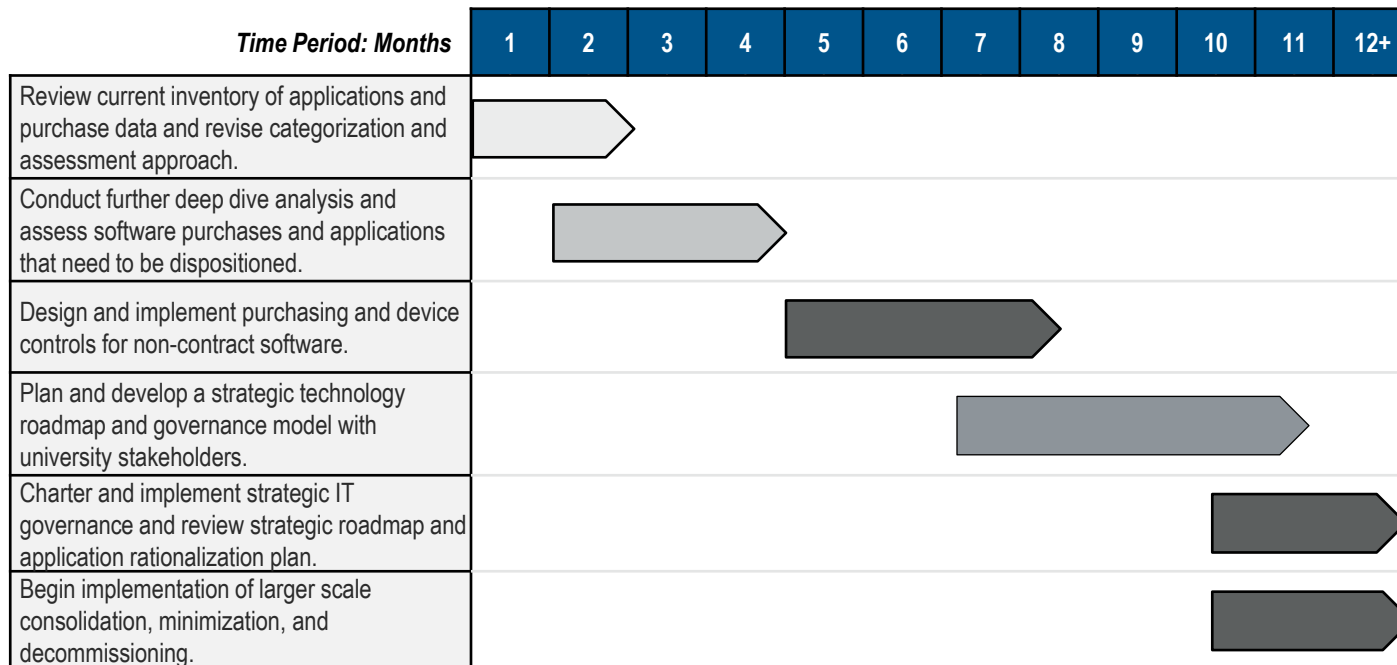 Time Period: Months 1 2 3 4 5 6 7 8 9 10 11 12+
Review current inventory of applications and
purchase data and revise categorization and
assessment approach.
Conduct further deep dive analysis and
assess software purchases and applications
that need to be dispositioned.
Design and implement purchasing and device
controls for non-contract software.
Plan and develop a strategic technology
roadmap and governance model with
university stakeholders.
Charter and implement strategic IT
governance and review strategic roadmap and
application rationalization plan.
Begin implementation of larger scale
consolidation, minimization, and
decommissioning.